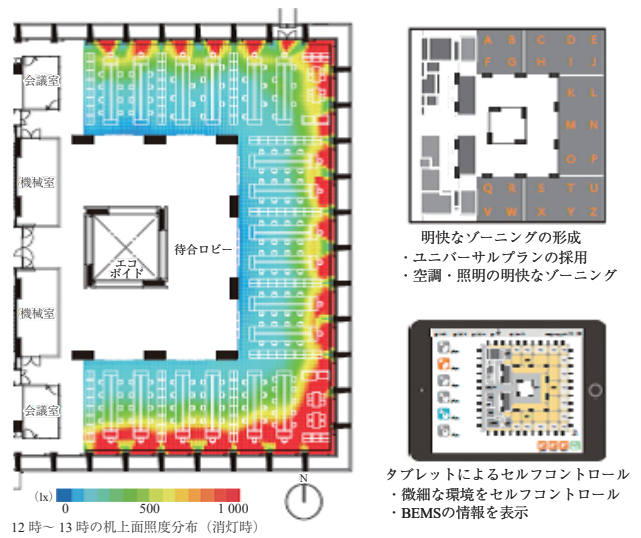 会議室
機械室
エコ
ボイド
待合ロビー
機械室
会議室
N
(lx)
0 500 1 000
12 時～ 13 時の机上面照度分布（消灯時）
A B C D E
F G H I J
K L
M N
O P
Q R S T U
V W X Y Z
明快なゾーニングの形成
・ユニバーサルプランの採用
・空調・照明の明快なゾーニング
タブレットによるセルフコントロール
・微細な環境をセルフコントロール
・BEMSの情報を表示